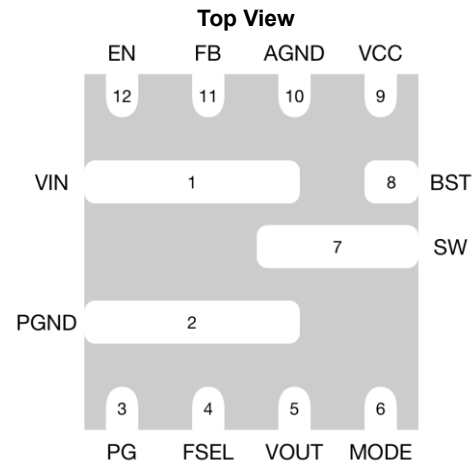 Top View
EN FB AGND VCC
12 11 10 9
VIN 1 8 BST
7 SW
PGND 2
3 4 5 6
PG FSEL VOUT MODE